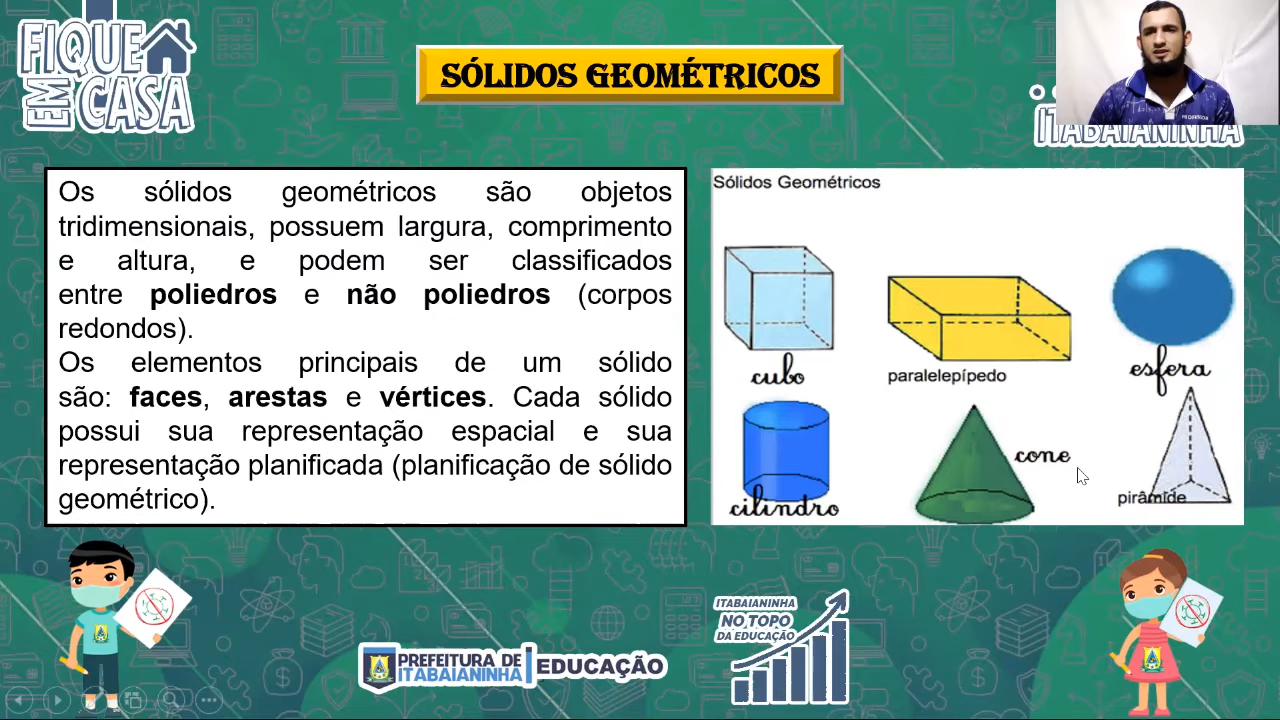 FIQUE
EM CASA
SÓLIDOS GEOMÉTRICOS
PROFESSOR
ITABAIANINHA
Os sólidos geométricos são objetos
tridimensionais, possuem largura, comprimento
e altura, e podem ser classificados
entre poliedros e não poliedros (corpos
redondos).
Os elementos principais de um sólido
são: faces, arestas e vértices. Cada sólido
possui sua representação espacial e sua
representação planificada (planificação de sólido
geométrico).
Sólidos Geométricos
cubo
paralelepípedo
esfera
cilindro
cone
pirâmide
PREFEITURA DE
ITABAIANINHA
EDUCAÇÃO
ITABAIANINHA
NO TOPO
DA EDUCAÇÃO